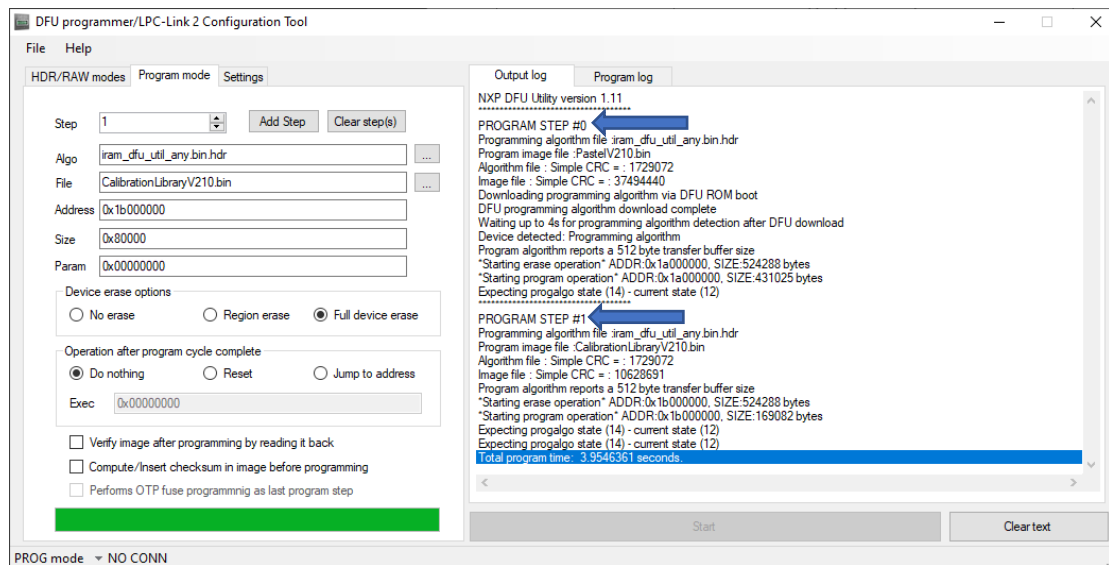 DFU programmer/LPC-Link 2 Configuration Tool
File Help
HDR/RAW modes Program mode Settings
Step 1 Add Step Clear step(s)
Algo iram_dfu_util_any.bin.hdr ...
File CalibrationLibraryV210.bin ...
Address 0x1b000000
Size 0x80000
Param 0x00000000
Device erase options
No erase Region erase Full device erase
Operation after program cycle complete
Do nothing Reset Jump to address
Exec 0x00000000
Verify image after programming by reading it back
Compute/Insert checksum in image before programming
Performs OTP fuse programmnig as last program step
PROG mode NO CONN
Output log Program log
NXP DFU Utility version 1.11
************************************
PROGRAM STEP #0
Programming algorithm file :iram_dfu_util_any.bin.hdr
Program image file :PastelV210.bin
Algorithm file : Simple CRC = : 1729072
Image file : Simple CRC = : 37494440
Downloading programming algorithm via DFU ROM boot
DFU programming algorithm download complete
Waiting up to 4s for programming algorithm detection after DFU download
Device detected: Programming algorithm
Program algorithm reports a 512 byte transfer buffer size
*Starting erase operation* ADDR:0x1a000000, SIZE:524288 bytes
*Starting program operation* ADDR:0x1a000000, SIZE:431025 bytes
Expecting progalgo state (14) - current state (12)
************************************
PROGRAM STEP #1
Programming algorithm file :iram_dfu_util_any.bin.hdr
Program image file :CalibrationLibraryV210.bin
Algorithm file : Simple CRC = : 1729072
Image file : Simple CRC = : 10628691
Program algorithm reports a 512 byte transfer buffer size
*Starting erase operation* ADDR:0x1b000000, SIZE:524288 bytes
*Starting program operation* ADDR:0x1b000000, SIZE:169082 bytes
Expecting progalgo state (14) - current state (12)
Expecting progalgo state (14) - current state (12)
Total program time: 3.9546361 seconds.
Start Clear text